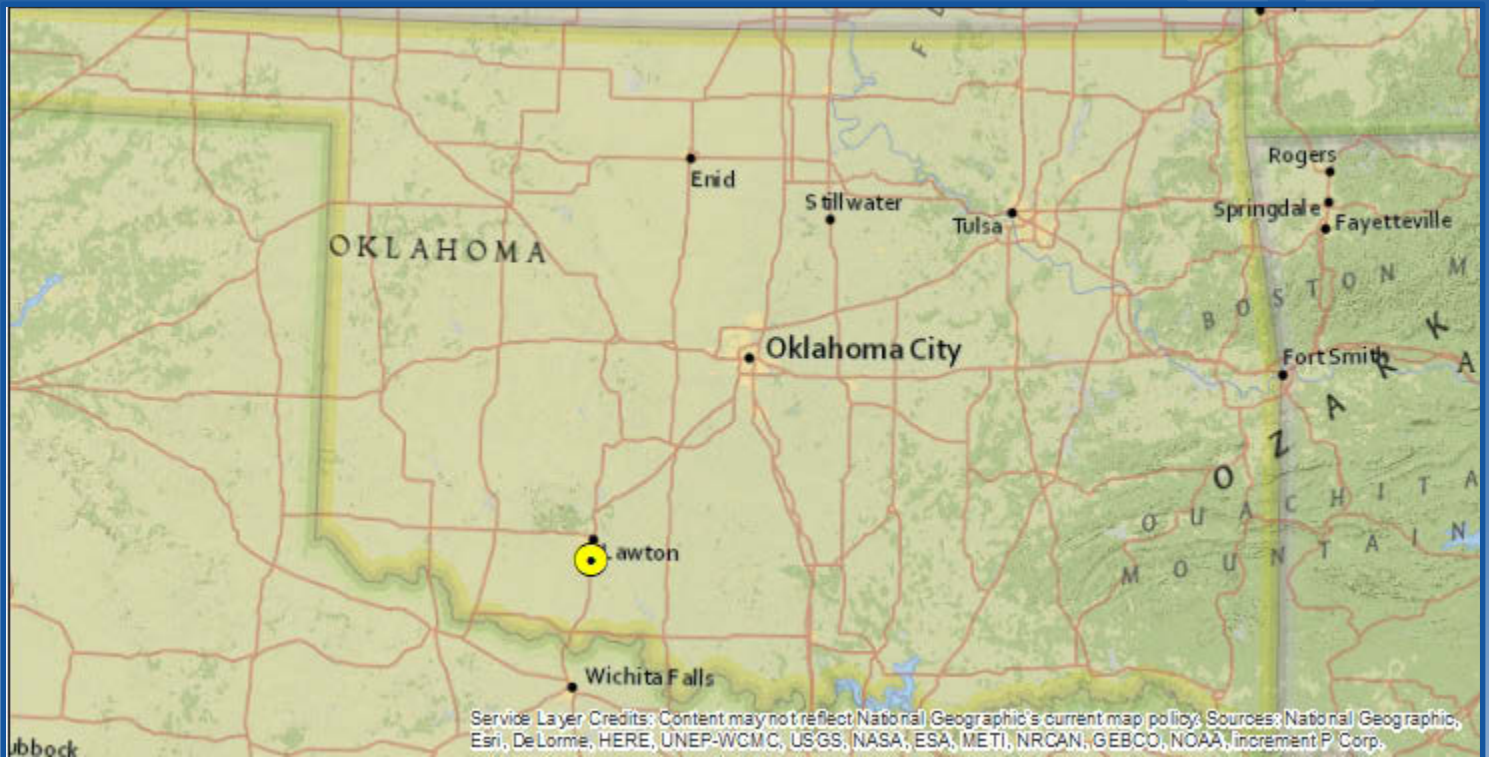 Rogers
Enid
Stillwater
Springdale
Tulsa
Fayetteville
OKLAHOMA
BOSTON M
Oklahoma City
Fort Smith
OZARK A
OUACHITA
MOUNTAIN
Lawton
Wichita Falls
Service Layer Credits: Content may not reflect National Geographic's current map policy. Sources: National Geographic,
Esri, DeLorme, HERE, UNEP-WCMC, USGS, NASA, ESA, METI, NRCAN, GEBCO, NOAA, increment P Corp.
ubbock